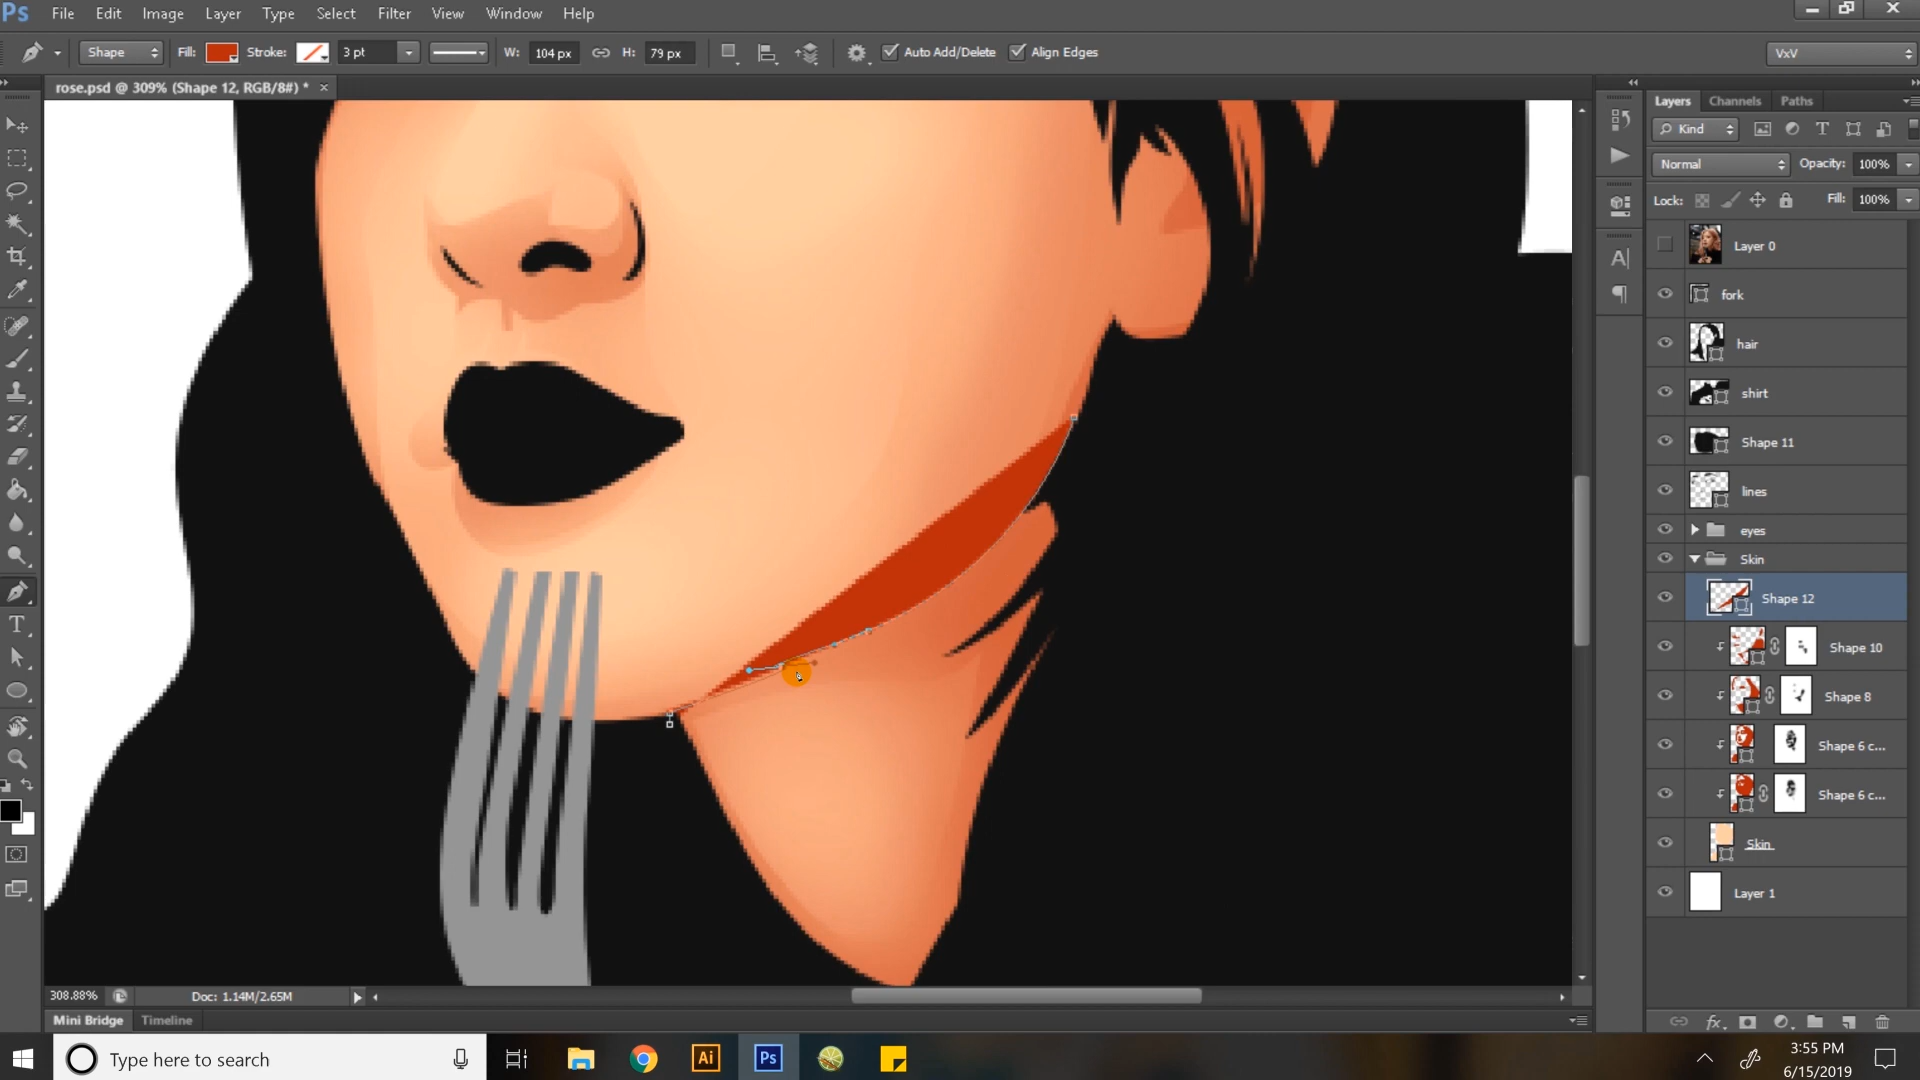 Ps File Edit Image Layer Type Select Filter View Window Help
Shape Fill: Stroke: 3 pt W: 104 px H: 79 px Auto Add/Delete Align Edges VxV
rose.psd @ 309% (Shape 12, RGB/8#) * ×
Layers Channels Paths
Kind
Normal Opacity: 100%
Lock: Fill: 100%
Layer 0
fork
hair
shirt
Shape 11
lines
eyes
Skin
Shape 12
Shape 10
Shape 8
Shape 6 c...
Shape 6 c...
Skin
Layer 1
308.88% Doc: 1.14M/2.65M
Mini Bridge Timeline
Type here to search Ai Ps 3:55 PM
6/15/2019